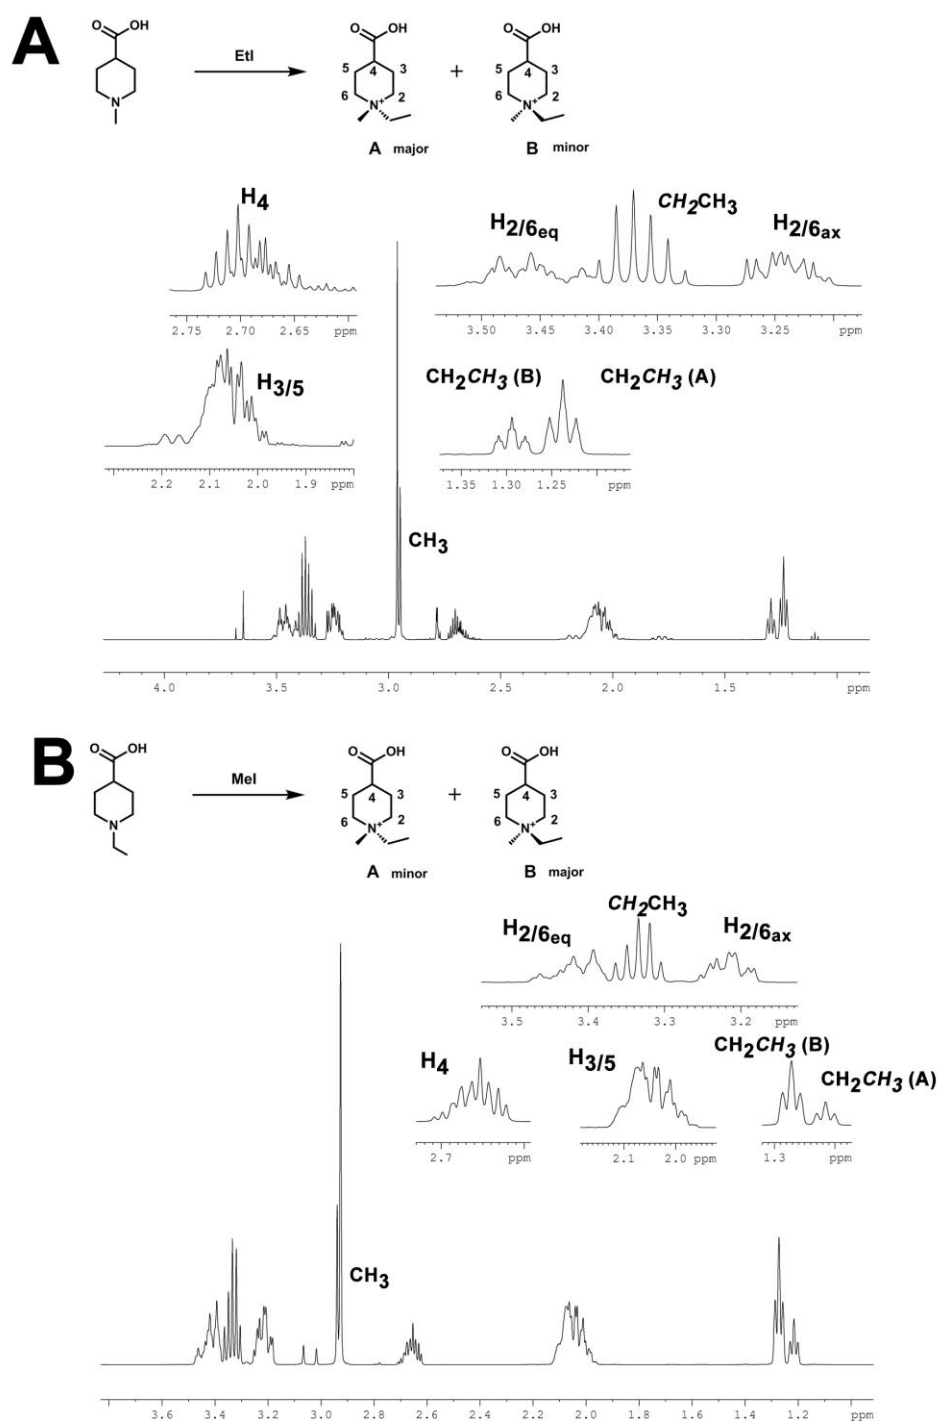 A
O OH
N
EtI
O OH
5 4 3
6 N+ 2
A major
+
O OH
5 4 3
6 N+ 2
B minor
H4
2.75 2.70 2.65 ppm
H2/6eq
CH2CH3
H2/6ax
3.50 3.45 3.40 3.35 3.30 3.25 ppm
H3/5
2.2 2.1 2.0 1.9 ppm
CH2CH3 (B)
CH2CH3 (A)
1.35 1.30 1.25 ppm
CH3
4.0 3.5 3.0 2.5 2.0 1.5 ppm
B
O OH
N
MeI
O OH
5 4 3
6 N+ 2
A minor
+
O OH
5 4 3
6 N+ 2
B major
H2/6eq
CH2CH3
H2/6ax
3.5 3.4 3.3 3.2 ppm
H4
2.7 ppm
H3/5
2.1 2.0 ppm
CH2CH3 (B)
CH2CH3 (A)
1.3 ppm
CH3
3.6 3.4 3.2 3.0 2.8 2.6 2.4 2.2 2.0 1.8 1.6 1.4 1.2 ppm